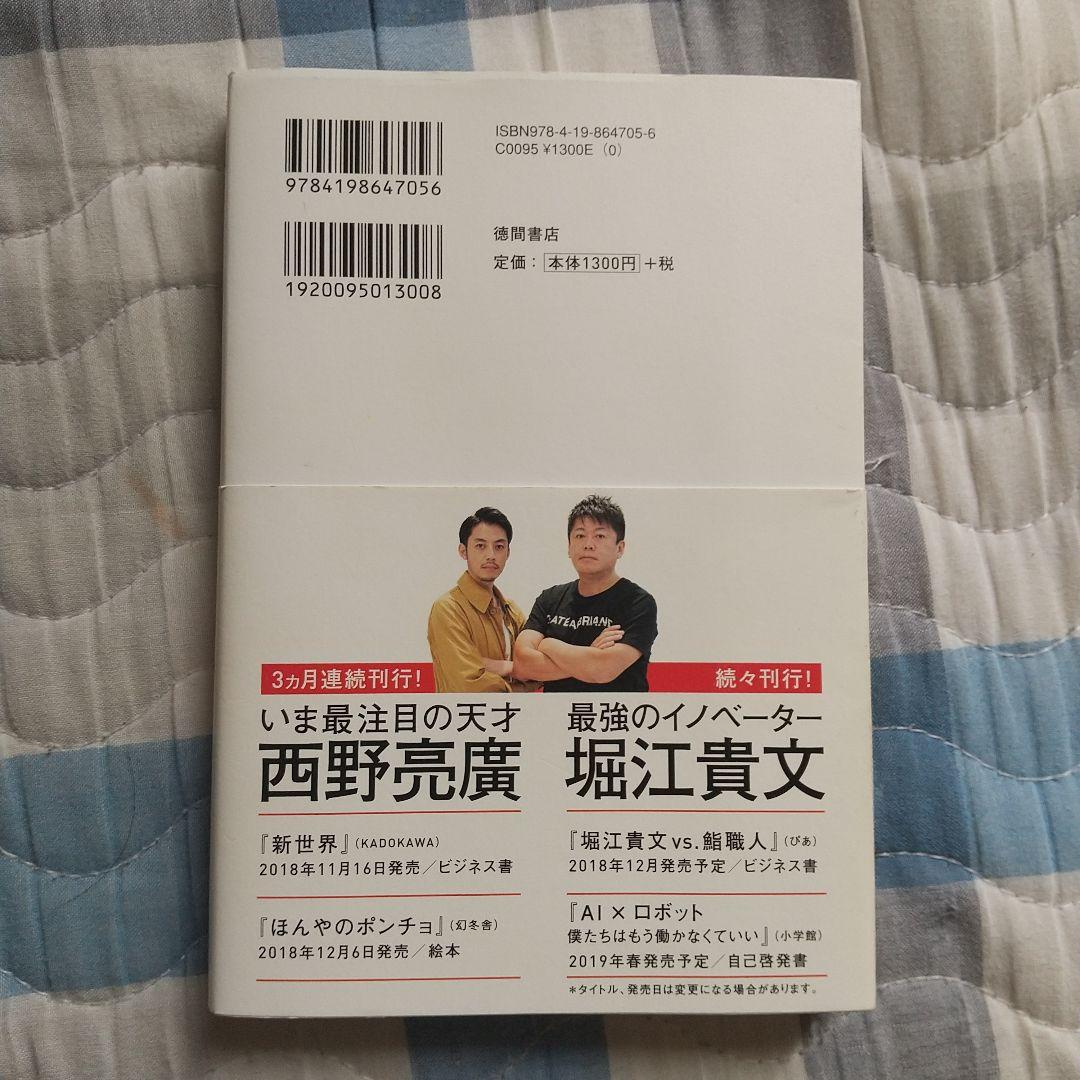 ISBN978-4-19-864705-6
C0095 ¥1300E (0)
9784198647056
徳間書店
定価：本体1300円+税
1920095013008
3ヵ月連続刊行!
いま最注目の天才
西野亮廣
『新世界』(KADOKAWA)
2018年11月16日発売／ビジネス書
『ほんやのポンチョ』(幻冬舎)
2018年12月6日発売／絵本
続々刊行!
最強のイノベーター
堀江貴文
『堀江貴文vs.鮨職人』(ぴあ)
2018年12月発売予定／ビジネス書
『AI×ロボット
僕たちはもう働かなくていい』(小学館)
2019年春発売予定／自己啓発書
*タイトル、発売日は変更になる場合があります。